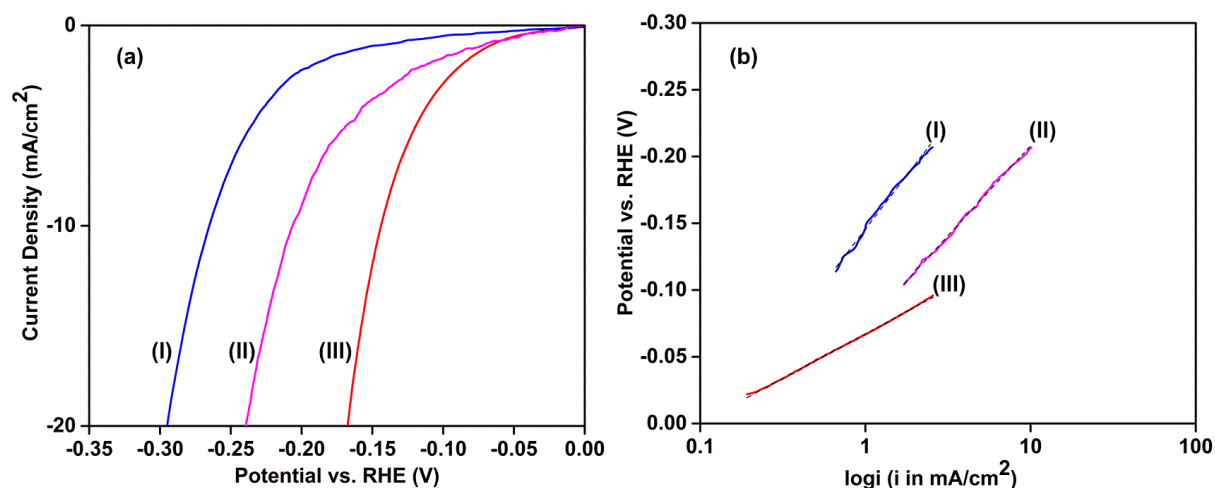 (a)
Current Density (mA/cm²)
0
-10
-20
(I)
(II)
(III)
-0.35
-0.30
-0.25
-0.20
-0.15
-0.10
-0.05
0.00
Potential vs. RHE (V)
(b)
Potential vs. RHE (V)
-0.30
-0.20
-0.15
-0.10
-0.05
0.00
(I)
(II)
(III)
0.1
1
10
100
logi (i in mA/cm²)